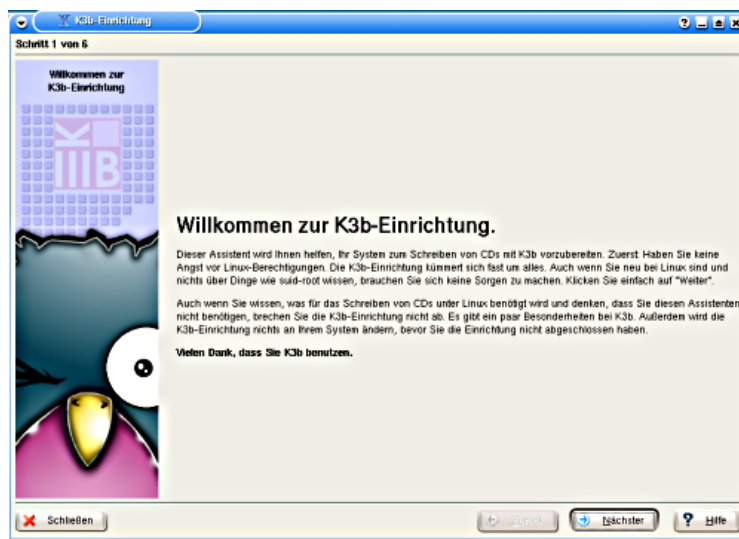 K3b-Einrichtung
Schritt 1 von 6
Willkommen zur
K3b-Einrichtung
K
IIIB
Willkommen zur K3b-Einrichtung.
Dieser Assistent wird Ihnen helfen, Ihr System zum Schreiben von CDs mit K3b vorzubereiten. Zuerst: Haben Sie keine
Angst vor Linux-Berechtigungen. Die K3b-Einrichtung kümmert sich fast um alles. Auch wenn Sie neu bei Linux sind und
nichts über Dinge wie suid-root wissen, brauchen Sie sich keine Sorgen zu machen. Klicken Sie einfach auf "Weiter".
Auch wenn Sie wissen, was für das Schreiben von CDs unter Linux benötigt wird und denken, dass Sie diesen Assistenten
nicht benötigen, brechen Sie die K3b-Einrichtung nicht ab. Es gibt ein paar Besonderheiten bei K3b. Außerdem wird die
K3b-Einrichtung nichts an Ihrem System ändern, bevor Sie die Einrichtung nicht abgeschlossen haben.
Vielen Dank, dass Sie K3b benutzen.
Schließen
Zurück
Nächster
Hilfe